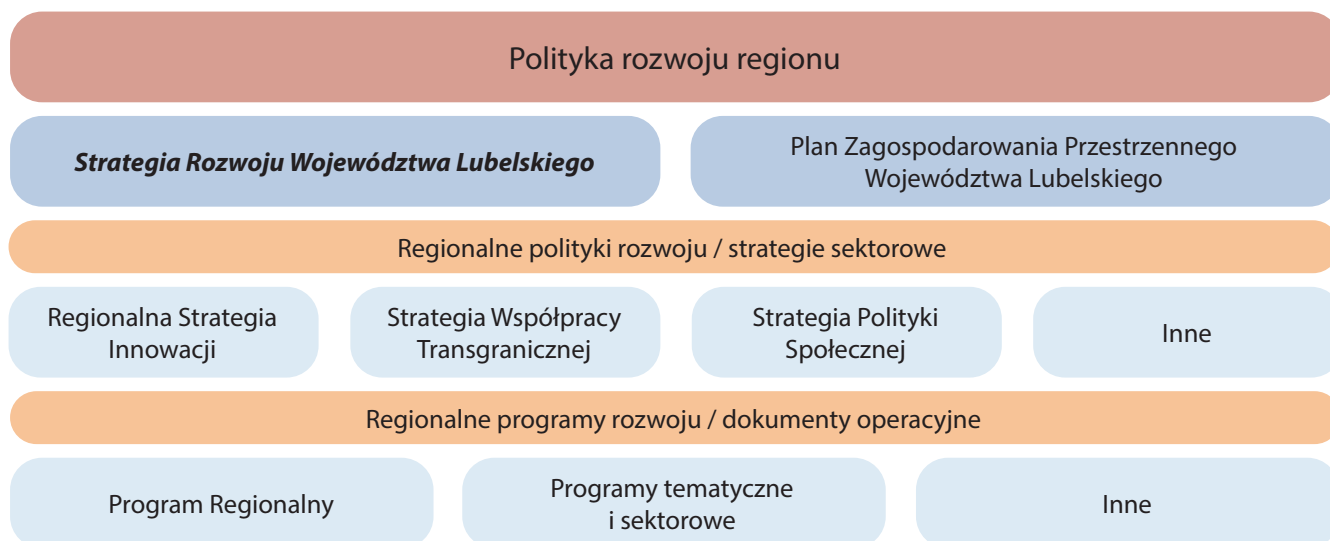 Polityka rozwoju regionu
Strategia Rozwoju Województwa Lubelskiego
Plan Zagospodarowania Przestrzennego
Województwa Lubelskiego
Regionalne polityki rozwoju / strategie sektorowe
Regionalna Strategia
Innowacji
Strategia Współpracy
Transgranicznej
Strategia Polityki
Społecznej
Inne
Regionalne programy rozwoju / dokumenty operacyjne
Program Regionalny
Programy tematyczne
i sektorowe
Inne